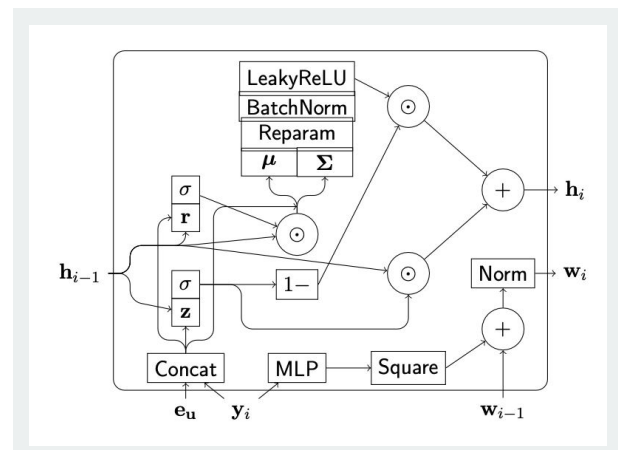 LeakyReLU
BatchNorm
Reparam
μ Σ
⊙
σ
r
⊙
+
h_i
h_{i−1}
σ
z
1−
⊙
Norm
w_i
+
Concat
MLP
Square
e_u
y_i
w_{i−1}